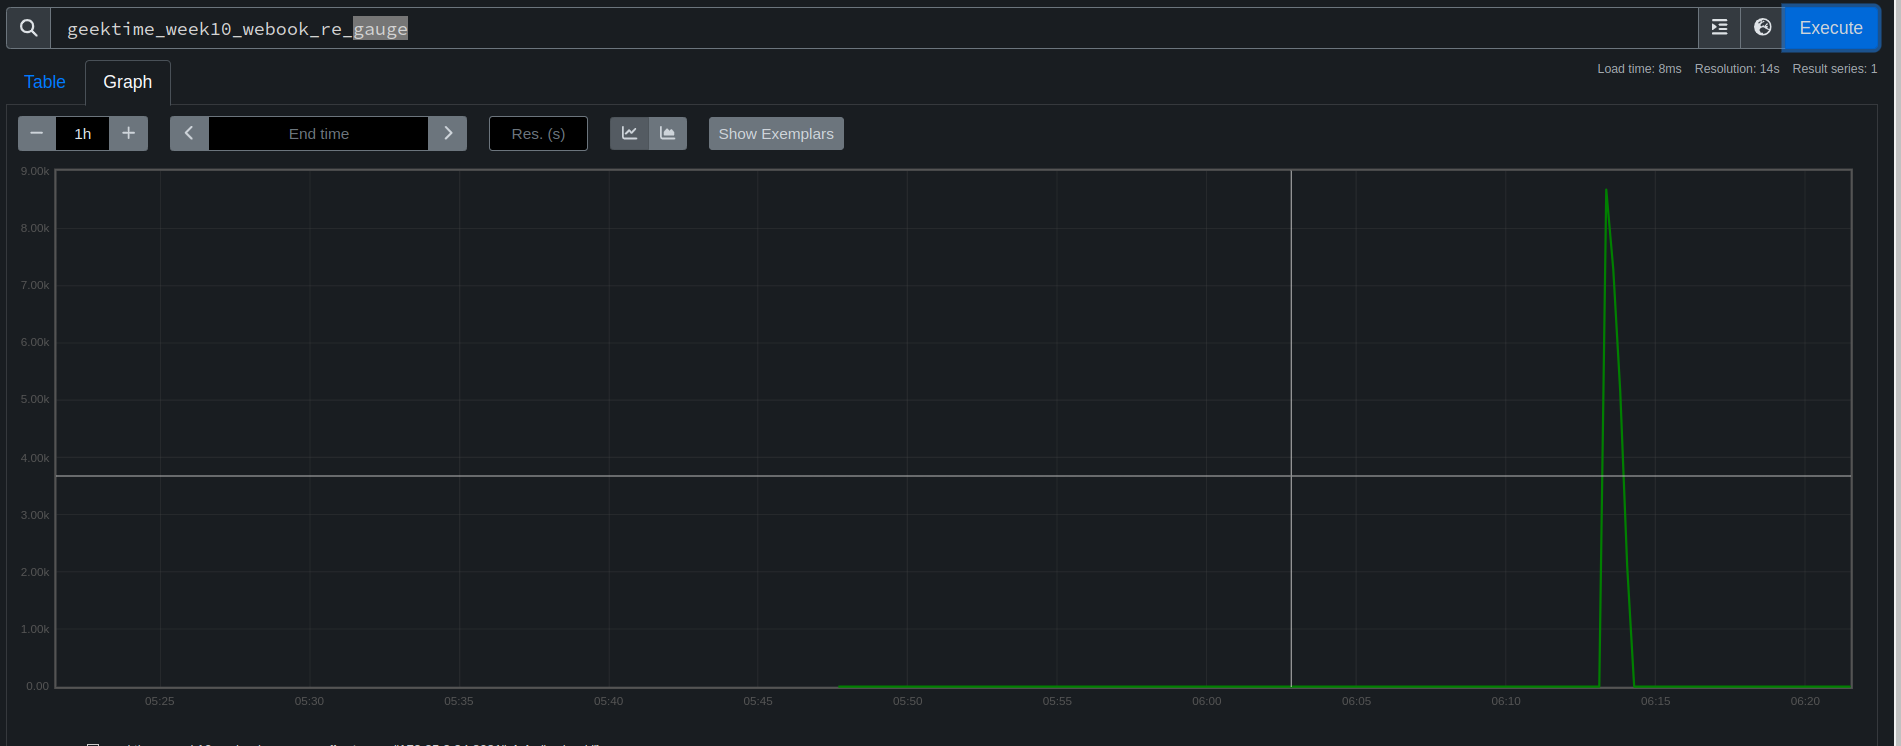 geektime_week10_webook_re_gauge
Execute
Load time: 8ms Resolution: 14s Result series: 1
Table Graph
1h End time Res. (s) Show Exemplars
9.00k
8.00k
7.00k
6.00k
5.00k
4.00k
3.00k
2.00k
1.00k
0.00
05:25 05:30 05:35 05:40 05:45 05:50 05:55 06:00 06:05 06:10 06:15 06:20